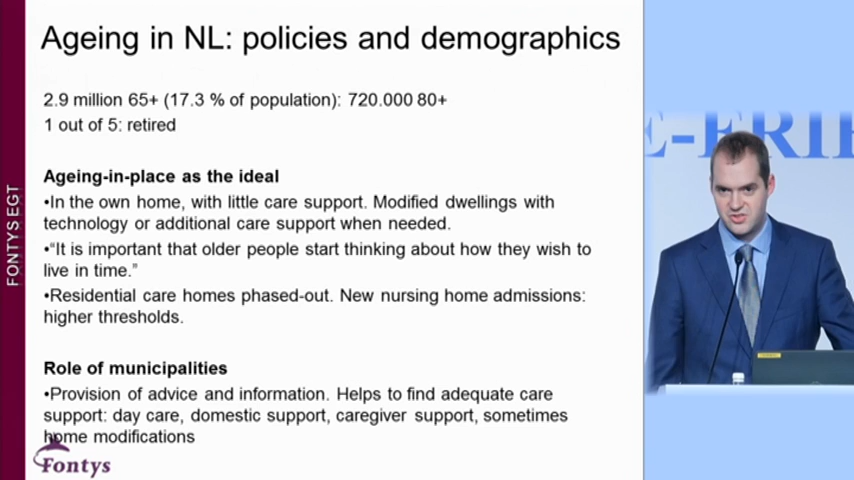 Ageing in NL: policies and demographics
2.9 million 65+ (17.3 % of population): 720.000 80+
1 out of 5: retired
Ageing-in-place as the ideal
•In the own home, with little care support. Modified dwellings with
technology or additional care support when needed.
•“It is important that older people start thinking about how they wish to
live in time.”
•Residential care homes phased-out. New nursing home admissions:
higher thresholds.
Role of municipalities
•Provision of advice and information. Helps to find adequate care
support: day care, domestic support, caregiver support, sometimes
home modifications
Fontys
FONTYS EGT
E-FRIE